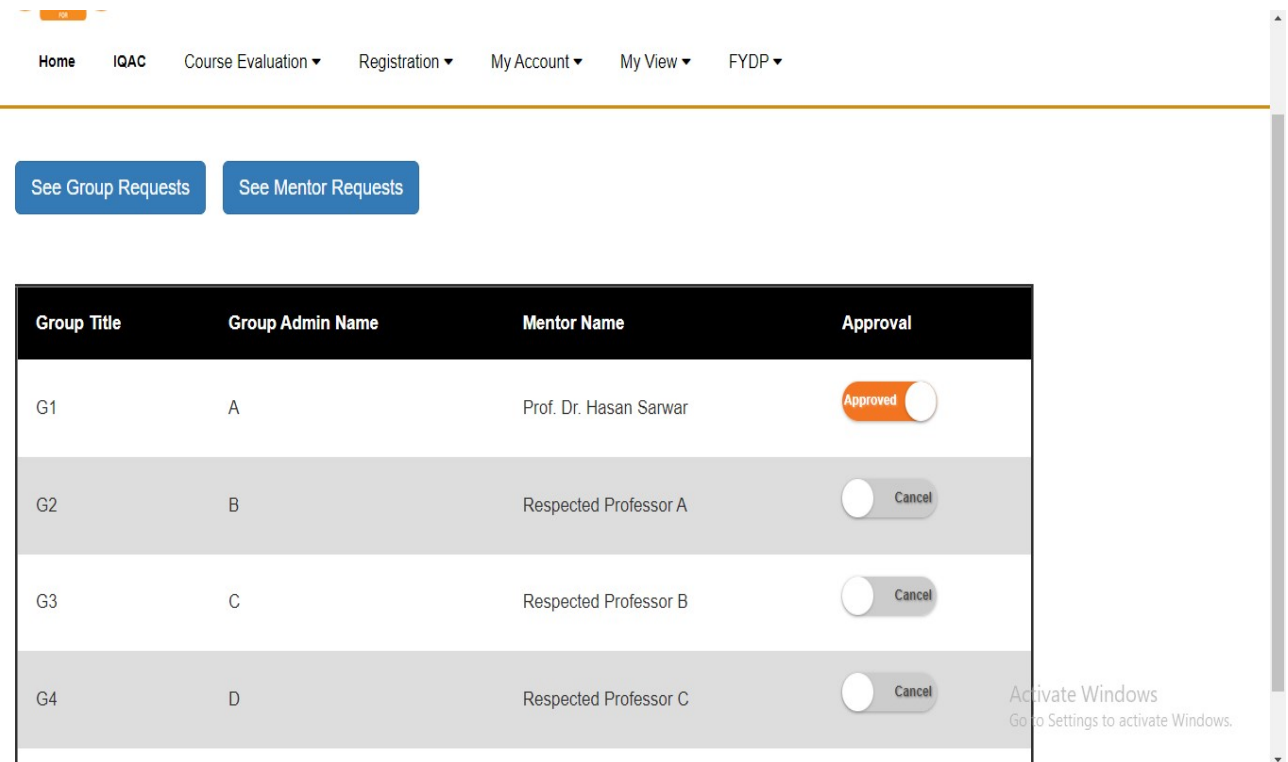 FOR
Home IQAC Course Evaluation Registration My Account My View FYDP
See Group Requests See Mentor Requests
Group Title Group Admin Name Mentor Name Approval
G1 A Prof. Dr. Hasan Sarwar Approved
G2 B Respected Professor A Cancel
G3 C Respected Professor B Cancel
G4 D Respected Professor C Cancel
Activate Windows
Go to Settings to activate Windows.